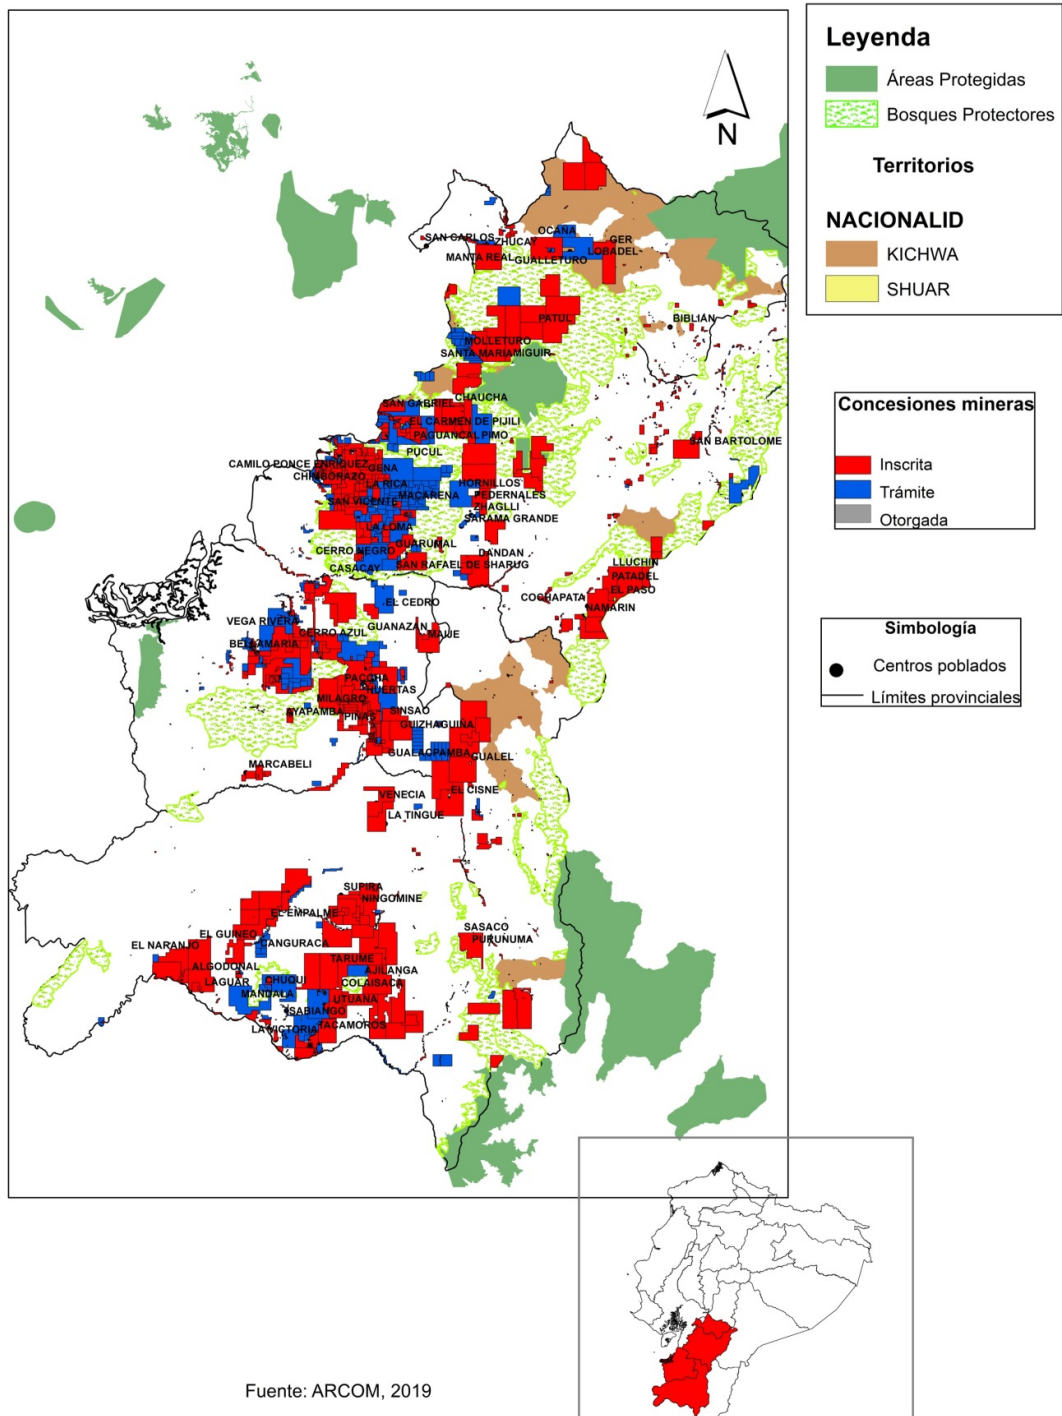 Leyenda
Áreas Protegidas
Bosques Protectores
Territorios
NACIONALID
KICHWA
SHUAR
Concesiones mineras
Inscrita
Trámite
Otorgada
Simbología
Centros poblados
Límites provinciales
N
OCAÑA
SAN CARLOS
ZHUCAY
GER
LOBADEL
MANTA REAL
GUALLETURO
PATUL
BIBLIÁN
MOLLETURO
SANTA MARIA
MIGUIR
CHAUCHA
SAN GABRIEL
EL CARMEN DE PIJILI
PAGUANCAL
PIMO
SAN BARTOLOME
PUCUL
CAMILO PONCE ENRIQUEZ
GENA
CHIMBORAZO
LA RICA
HORNILLOS
MACARENA
PEDERNALES
SAN VICENTE
ZHAGLLI
SARAMA GRANDE
LA LOMA
GUARUMAL
CERRO NEGRO
DANDAN
CASACAY
SAN RAFAEL DE SHARUG
LLUCHIN
PATADEL
EL PASO
COCHAPATA
NAMARIN
EL CEDRO
VEGA RIVERA
GUANAZAN
CERRO AZUL
BELLAMARIA
PACCHA
HUERTAS
MILAGRO
AYAPAMBA
SINSAO
PIÑAS
GUIZHAGUIÑA
GUALACPAMBA
GUALEL
MARCABELI
EL CISNE
VENECIA
LA TINGUE
SUPIRA
NINGOMINE
EL EMPALME
SASACO
EL GUINEO
PURUNUMA
EL NARANJO
CANGURACA
TARUME
ALGODONAL
AJILANGA
LAGUAR
CHUQUI
COLAISACA
MANDALA
UTUANA
SABIANGO
LA VICTORIA
TACAMOROS
Fuente: ARCOM, 2019